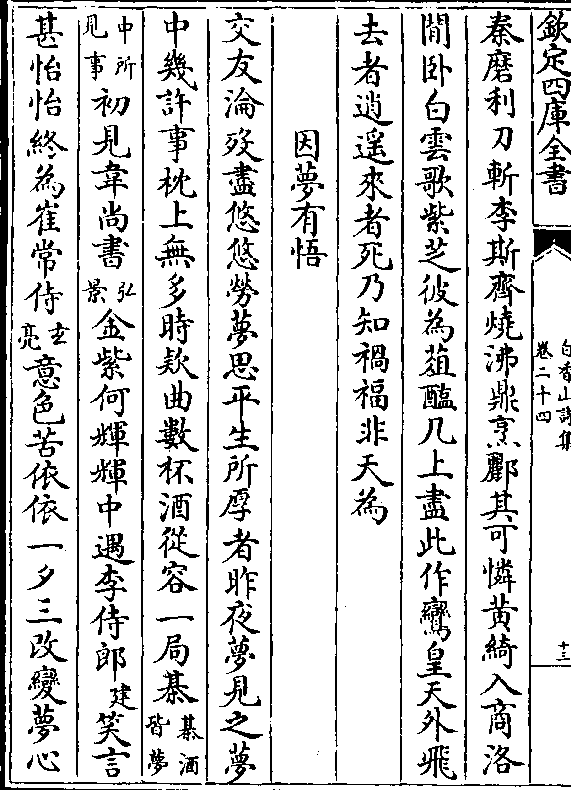 欽定四庫全書
白香山詩集
卷二十四
十三
秦磨利刀斬李斯齊燒沸鼎烹酈其可憐黃綺入商洛
閒卧白雲歌紫芝彼為菹醢几上盡此作鸞皇天外飛
去者逍遥來者死乃知禍福非天為
因夢有悟
交友淪歿盡悠悠勞夢思平生所厚者昨夜夢見之夢
中幾許事枕上無多時欵曲數杯酒從容一局棊棊酒皆夢
中所見事初見韋尚書弘景金紫何輝輝中遇李侍郎建笑言
甚怡怡終為崔常侍玄亮意色苦依依一夕三改變夢心